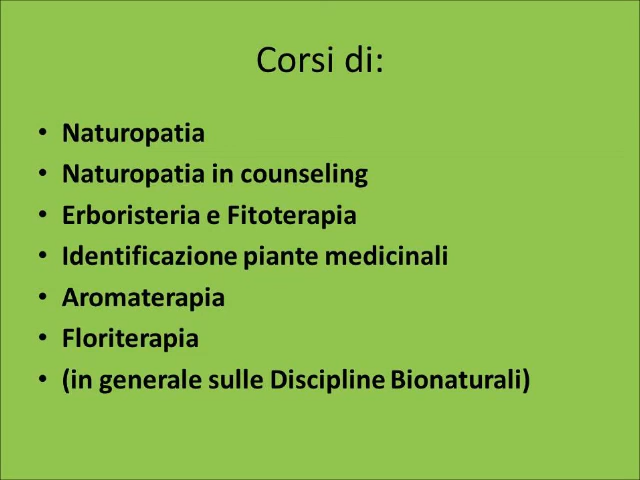 Corsi di:
• Naturopatia
• Naturopatia in counseling
• Erboristeria e Fitoterapia
• Identificazione piante medicinali
• Aromaterapia
• Floriterapia
• (in generale sulle Discipline Bionaturali)